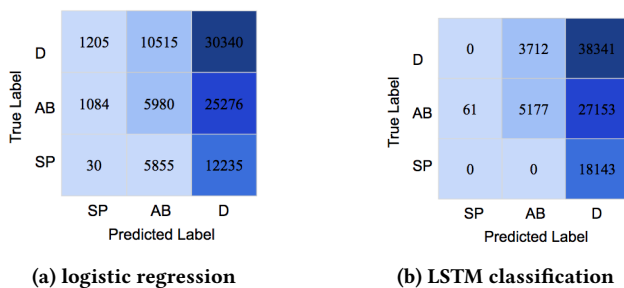 True Label
D
1205 10515 30340
AB
1084 5980 25276
SP
30 5855 12235
SP AB D
Predicted Label
(a) logistic regression
True Label
D
0 3712 38341
AB
61 5177 27153
SP
0 0 18143
SP AB D
Predicted Label
(b) LSTM classification